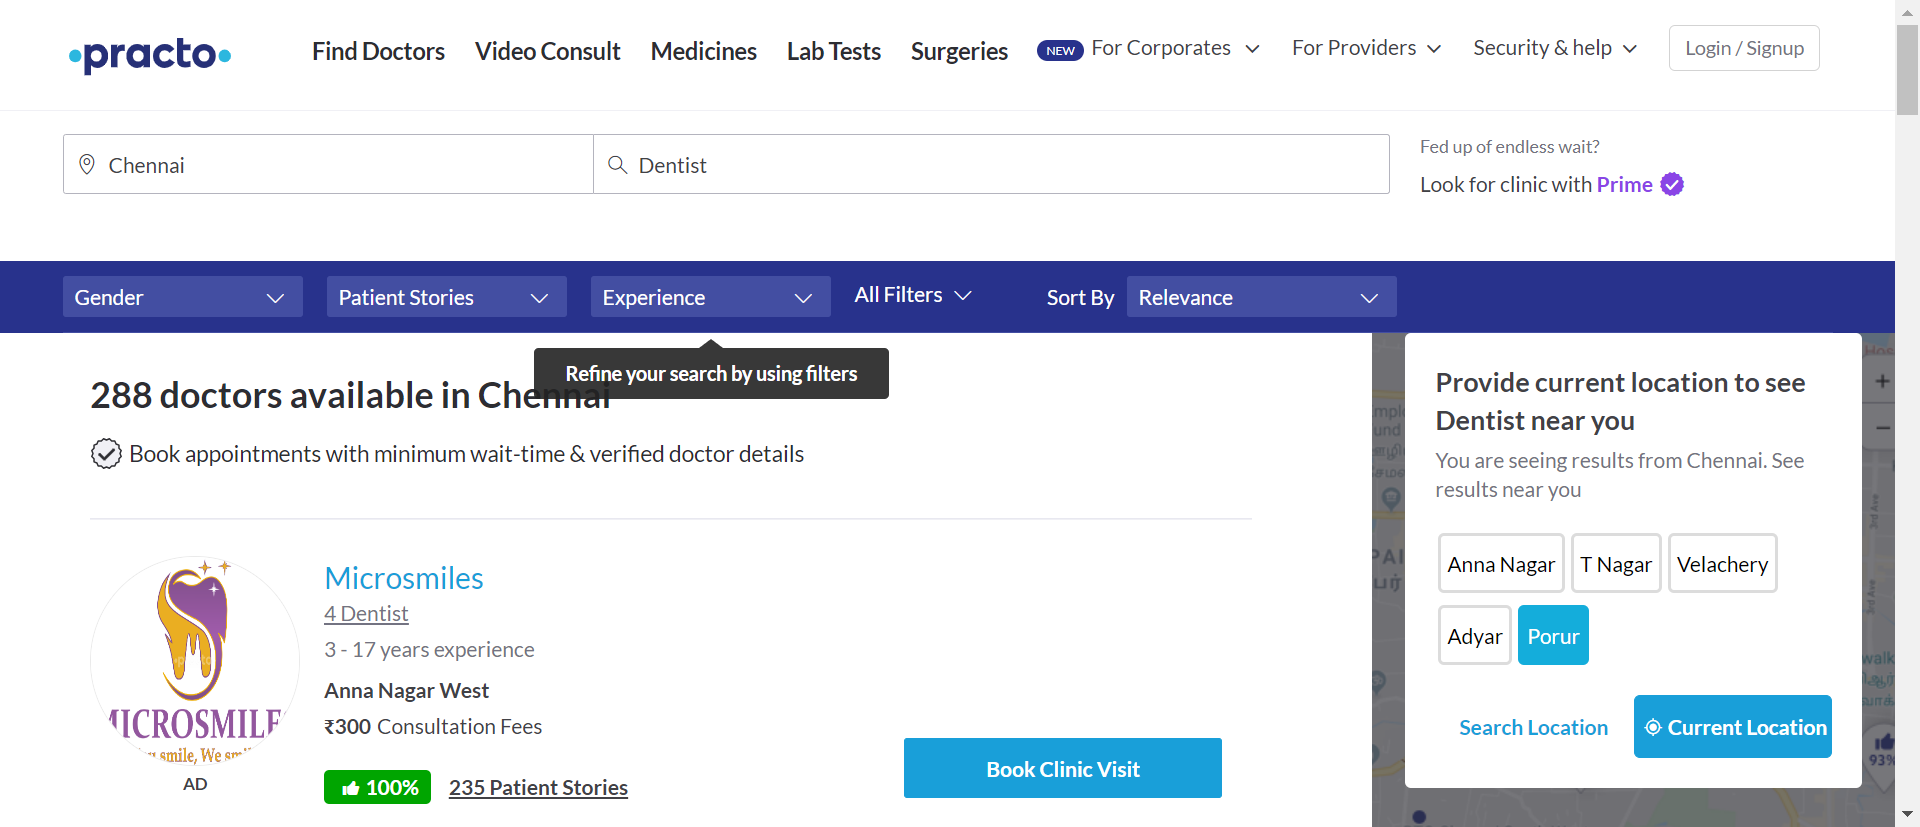 practo
Find Doctors Video Consult Medicines Lab Tests Surgeries NEW For Corporates For Providers Security & help Login / Signup
Chennai Dentist
Fed up of endless wait?
Look for clinic with Prime
Gender Patient Stories Experience All Filters Sort By Relevance
Refine your search by using filters
288 doctors available in Chennai
Book appointments with minimum wait-time & verified doctor details
Microsmiles
4 Dentist
3 - 17 years experience
Anna Nagar West
₹300 Consultation Fees
100% 235 Patient Stories
Book Clinic Visit
AD
Provide current location to see
Dentist near you
You are seeing results from Chennai. See
results near you
Anna Nagar T Nagar Velachery
Adyar Porur
Search Location Current Location
3rd Ave
3rd Ave
93%